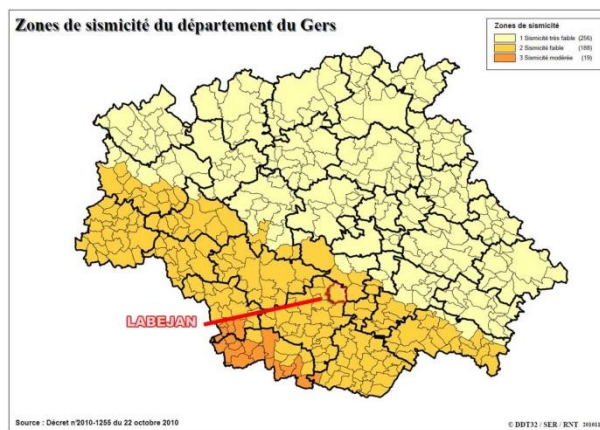 Zones de sismicité du département du Gers
Zones de sismicité
1 Sismicité très faible (256)
2 Sismicité faible (188)
3 Sismicité modérée (19)
LABEJAN
Source : Décret n°2010-1255 du 22 octobre 2010
© DDT32 / SER / RNT